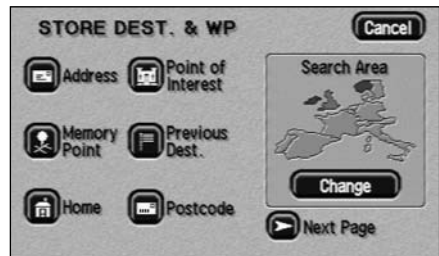 STORE DEST. & WP
Cancel
Address
Point of
Interest
Search Area
Memory
Point
Previous
Dest.
Change
Home
Postcode
Next Page